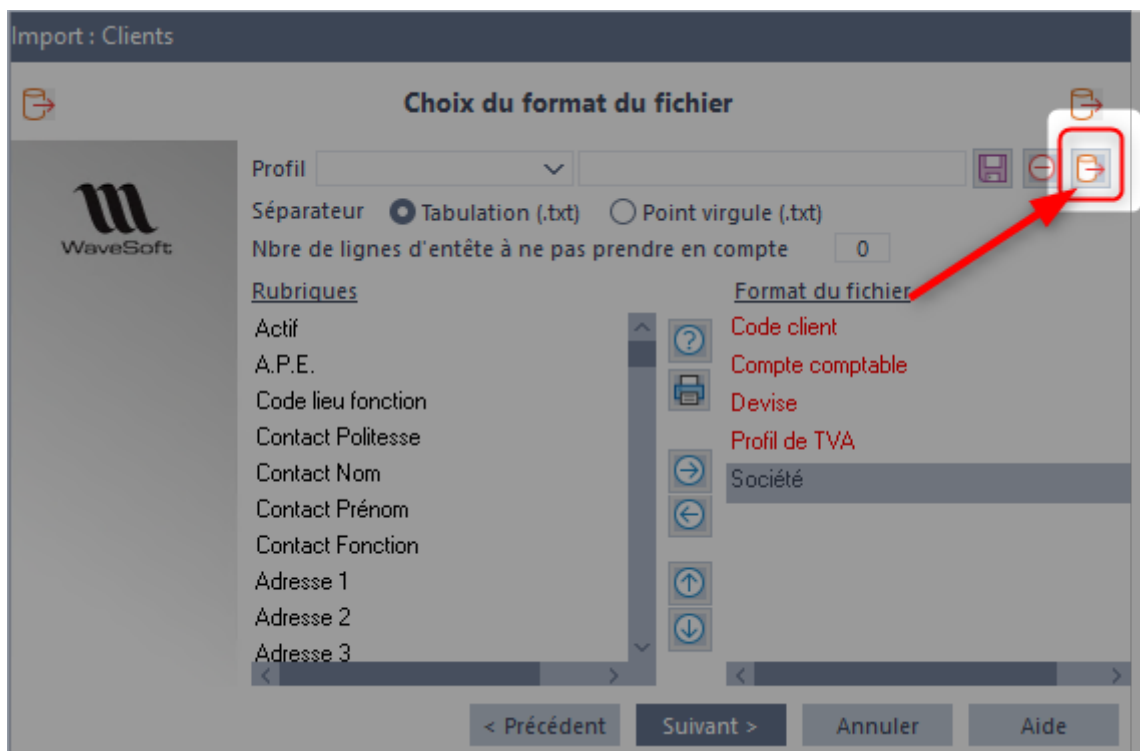 Import : Clients
Choix du format du fichier
WaveSoft
Profil
Séparateur Tabulation (.txt) Point virgule (.txt)
Nbre de lignes d'entête à ne pas prendre en compte 0
Rubriques
Actif
A.P.E.
Code lieu fonction
Contact Politesse
Contact Nom
Contact Prénom
Contact Fonction
Adresse 1
Adresse 2
Adresse 3
Format du fichier
Code client
Compte comptable
Devise
Profil de TVA
Société
< Précédent Suivant > Annuler Aide